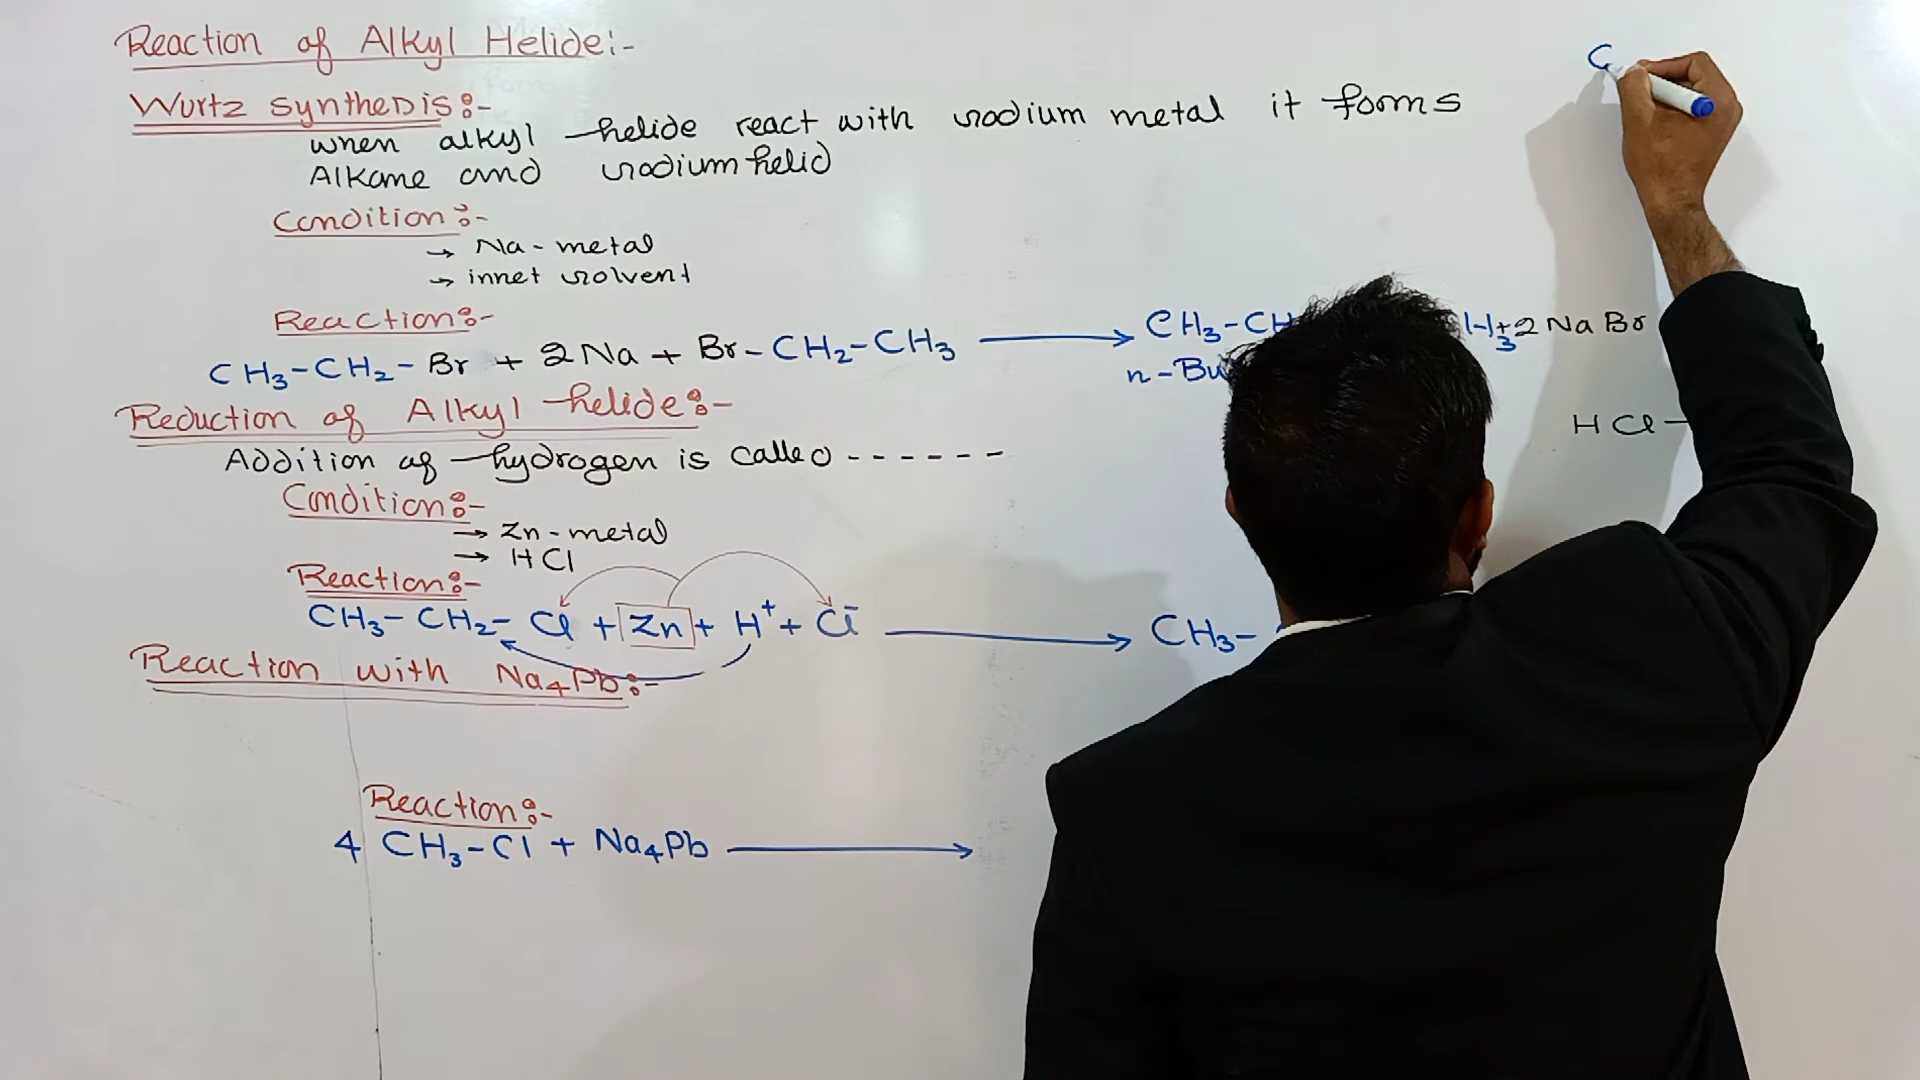 Reaction of Alkyl Helide:-
Wurtz synthesis:-
when alkyl helide react with sodium metal it forms
Alkane and sodium helid
Condition:-
→ Na - metal
→ innet solvent
Reaction:-
CH₃-CH₂-Br + 2Na + Br-CH₂-CH₃ ⟶ CH₃-CH H₃+2NaBr
n-Bu
Reduction of Alkyl helide:-
HCl -
Addition of hydrogen is called ------
Condition:-
→ Zn-metal
→ HCl
Reaction:-
CH₃-CH₂-Cl + Zn + H⁺ + Cl⁻ ⟶ CH₃-
Reaction with Na₄Pb:-
Reaction:-
4 CH₃-Cl + Na₄Pb ⟶